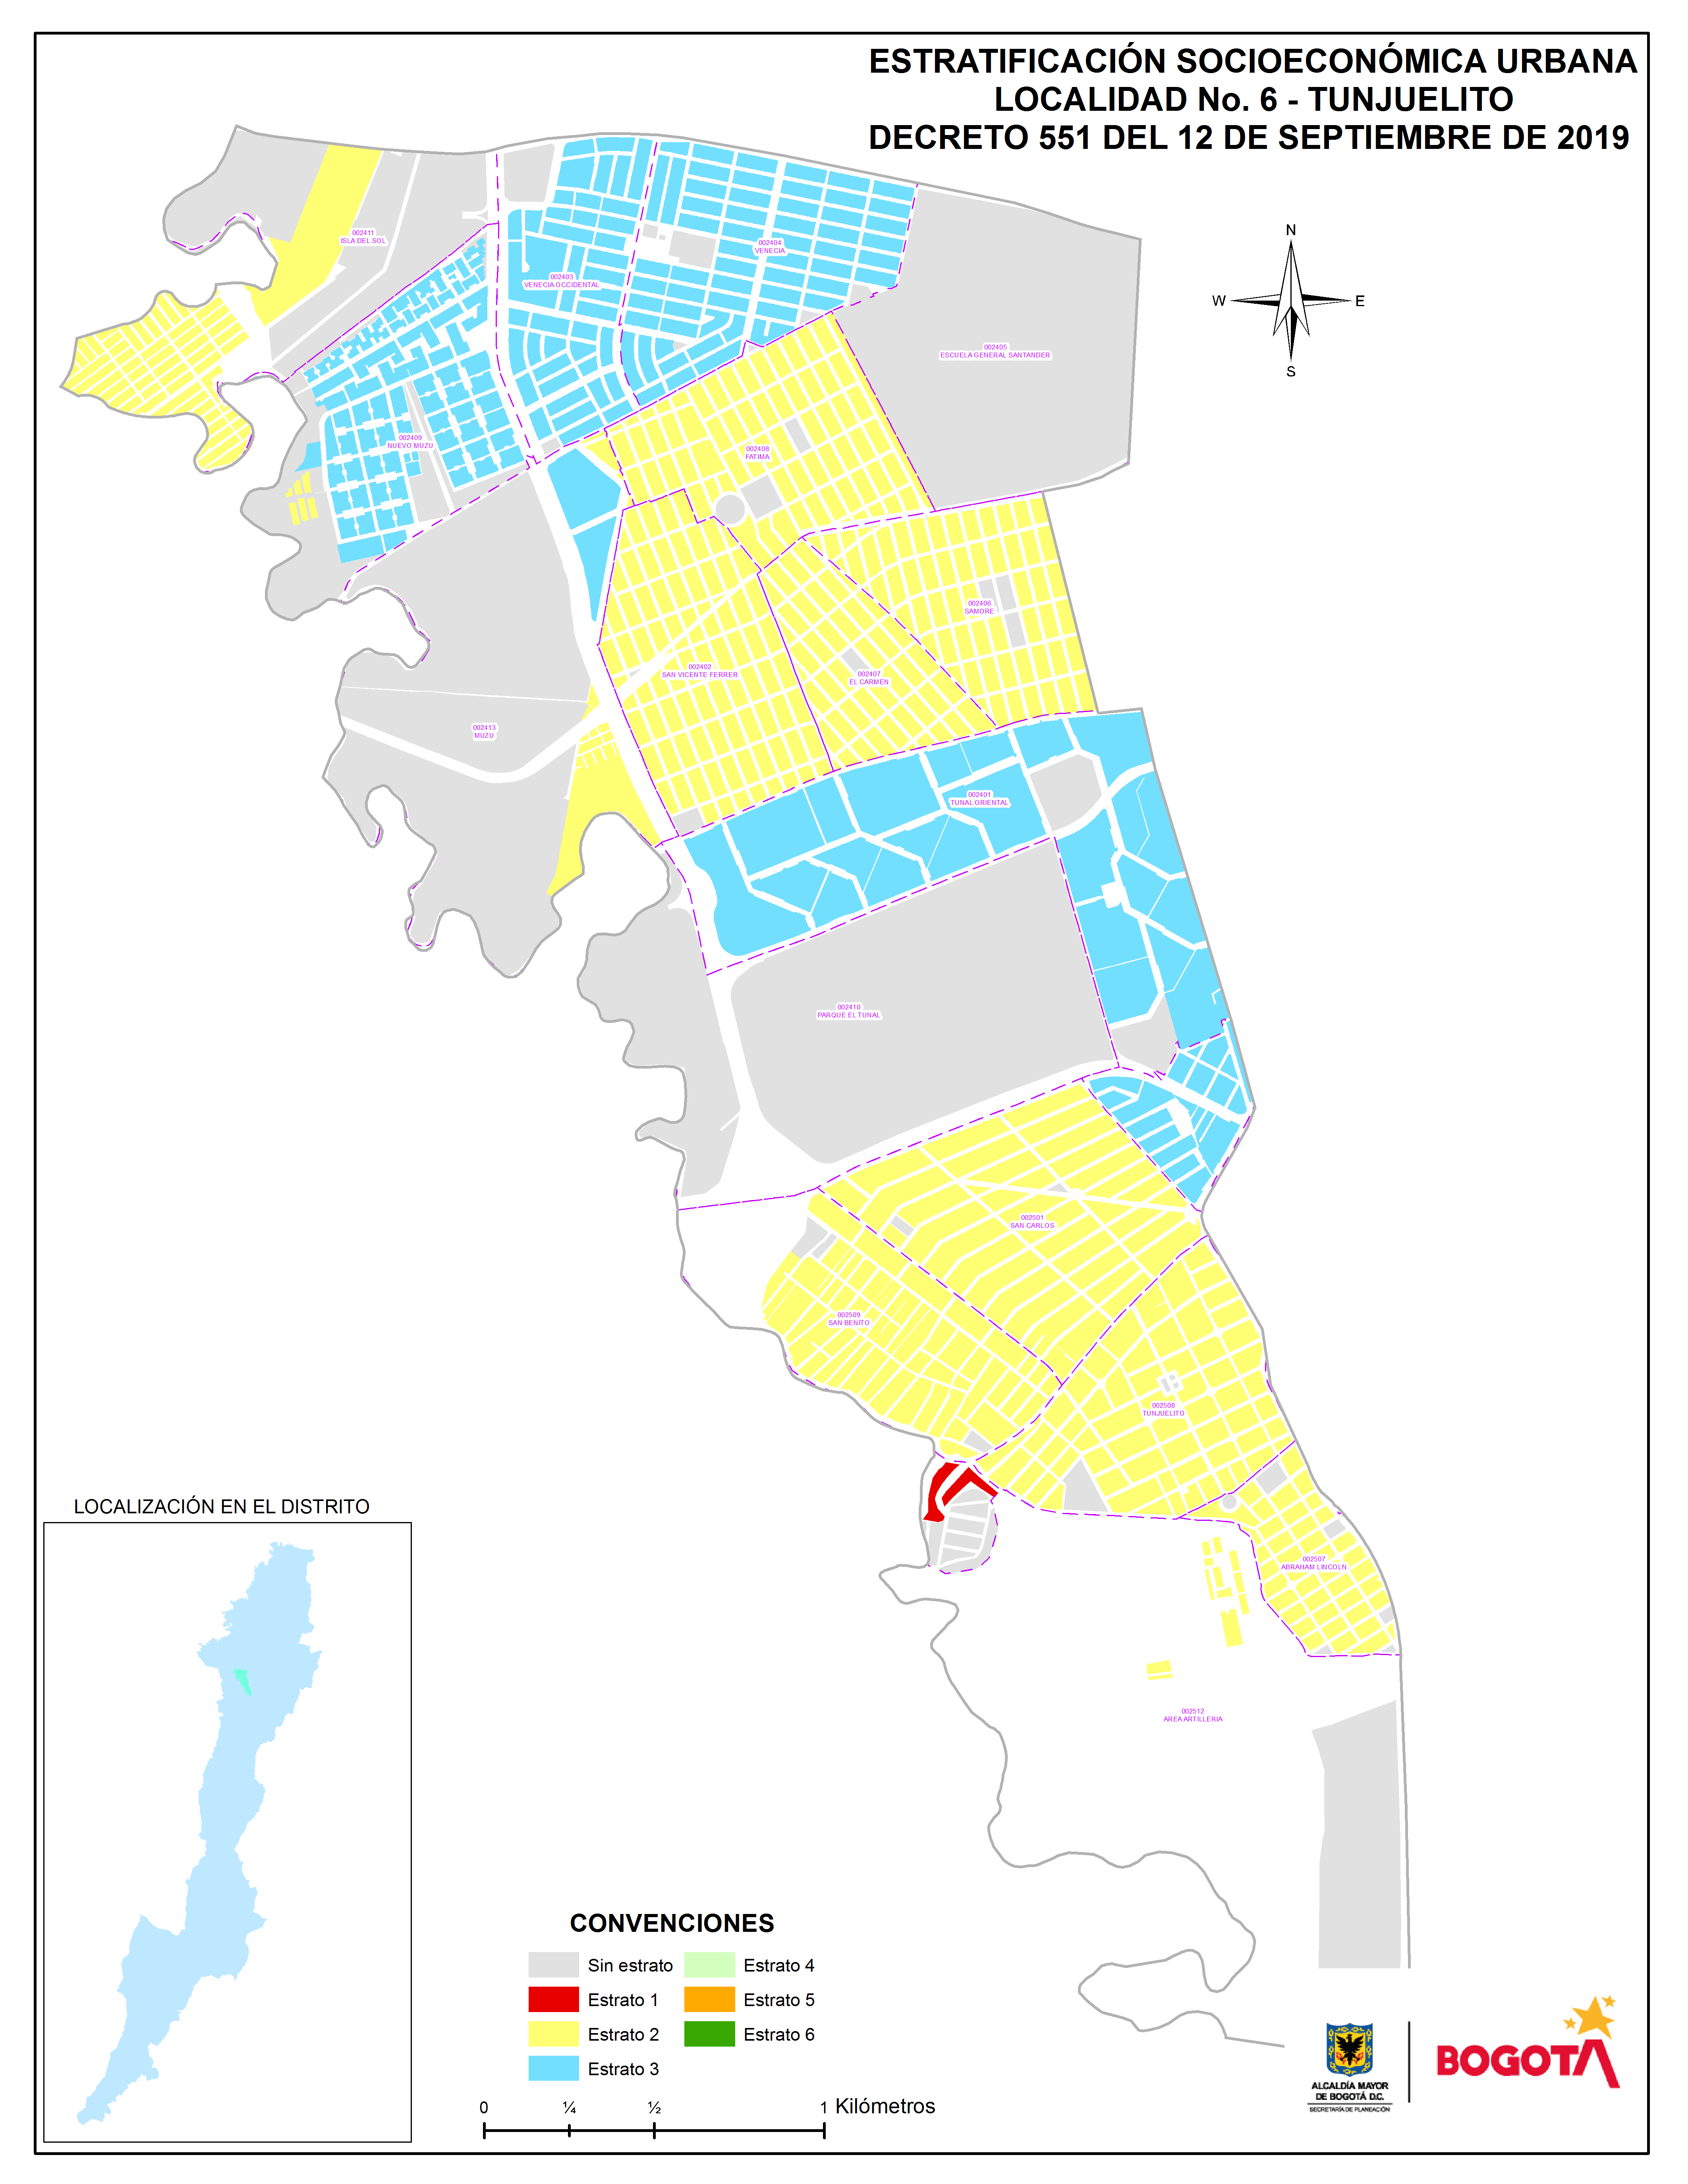 ESTRATIFICACIÓN SOCIOECONÓMICA URBANA
LOCALIDAD No. 6 - TUNJUELITO
DECRETO 551 DEL 12 DE SEPTIEMBRE DE 2019
N
W
E
S
002411
ISLA DEL SOL
002404
VENECIA
002403
VENECIA OCCIDENTAL
002405
ESCUELA GENERAL SANTANDER
002409
NUEVO MUZU
002408
FATIMA
002406
SAMORE
002402
SAN VICENTE FERRER
002407
EL CARMEN
002413
MUZU
002401
TUNAL ORIENTAL
002410
PARQUE EL TUNAL
002501
SAN CARLOS
002509
SAN BENITO
002508
TUNJUELITO
002507
ABRAHAM LINCOLN
002512
AREA ARTILLERIA
LOCALIZACIÓN EN EL DISTRITO
CONVENCIONES
Sin estrato
Estrato 1
Estrato 2
Estrato 3
Estrato 4
Estrato 5
Estrato 6
0 ¼ ½ 1 Kilómetros
ALCALDÍA MAYOR
DE BOGOTÁ D.C.
SECRETARÍA DE PLANEACIÓN
BOGOTÁ